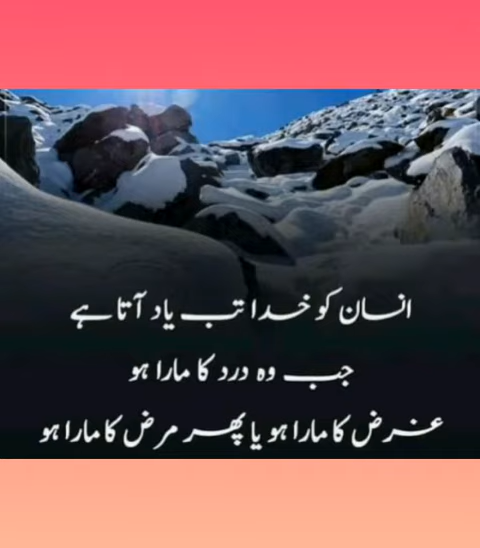 انسان کو خدا تب یاد آتا ہے
جب وہ درد کا مارا ہو
غرض کا مارا ہو یا پھر مرض کا مارا ہو